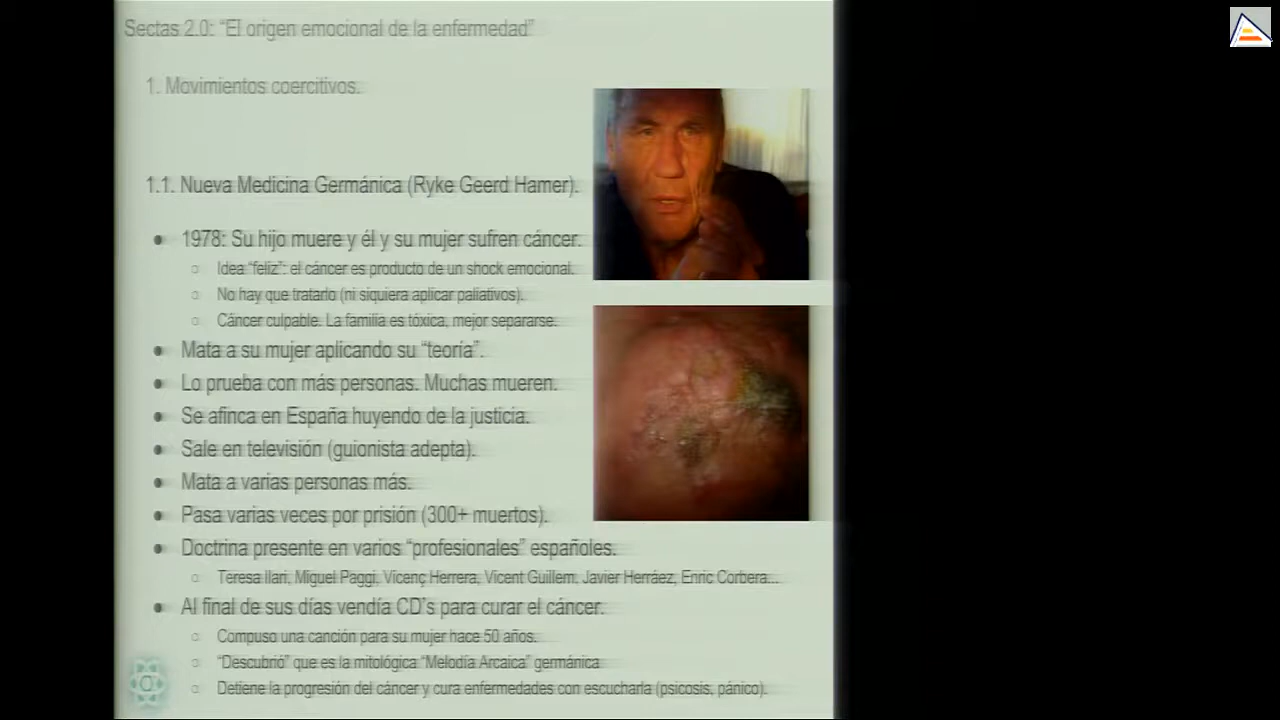 Sectas 2.0: “El origen emocional de la enfermedad”
1. Movimientos coercitivos.
1.1. Nueva Medicina Germánica (Ryke Geerd Hamer).
● 1978: Su hijo muere y él y su mujer sufren cáncer.
○ Idea “feliz”: el cáncer es producto de un shock emocional.
○ No hay que tratarlo (ni siquiera aplicar paliativos).
○ Cáncer culpable. La familia es tóxica, mejor separarse.
● Mata a su mujer aplicando su “teoría”.
● Lo prueba con más personas. Muchas mueren.
● Se afinca en España huyendo de la justicia.
● Sale en televisión (guionista adepta).
● Mata a varias personas más.
● Pasa varias veces por prisión (300+ muertos).
● Doctrina presente en varios “profesionales” españoles.
○ Teresa Ilari, Miguel Paggi, Vicenç Herrera, Vicent Guillem, Javier Herráez, Enric Corbera...
● Al final de sus días vendía CD’s para curar el cáncer.
○ Compuso una canción para su mujer hace 50 años.
○ “Descubrió” que es la mitológica “Melodía Arcaica” germánica
○ Detiene la progresión del cáncer y cura enfermedades con escucharla (psicosis, pánico).